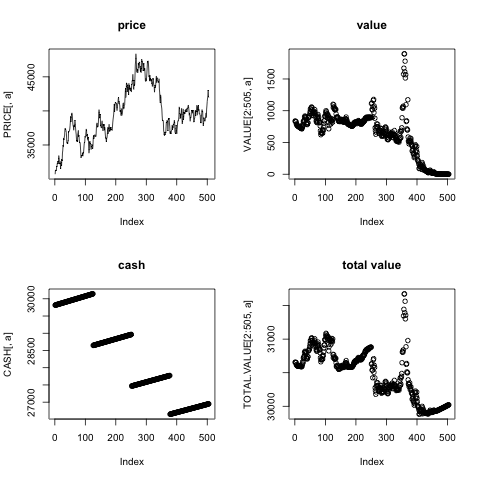 price
PRICE[, a]
35000 45000
0 100 200 300 400 500
Index
value
VALUE[2:505, a]
0 500 1000 1500
0 100 200 300 400 500
Index
cash
CASH[, a]
27000 28500 30000
0 100 200 300 400 500
Index
total value
TOTAL.VALUE[2:505, a]
30000 31000
0 100 200 300 400 500
Index